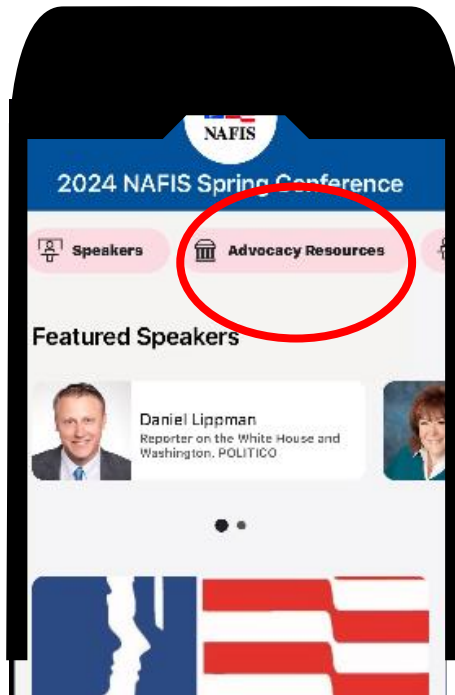 NAFIS
2024 NAFIS Spring Conference
Speakers
Advocacy Resources
Featured Speakers
Daniel Lippman
Reporter on the White House and
Washington, POLITICO